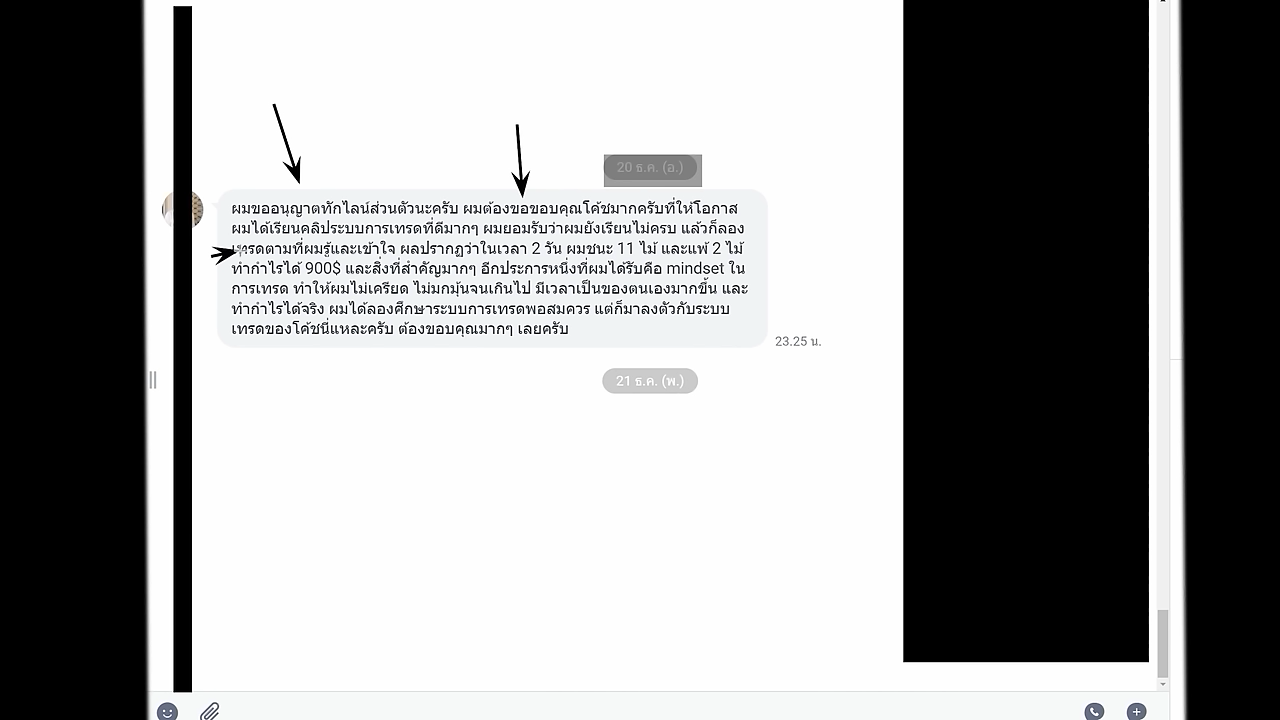 20 ธ.ค. (อ.)
ผมขออนุญาตทักไลน์ส่วนตัวนะครับ ผมต้องขอขอบคุณโค้ชมากครับที่ให้โอกาส
ผมได้เรียนคลิประบบการเทรดที่ดีมากๆ ผมยอมรับว่าผมยังเรียนไม่ครบ แล้วก็ลอง
เทรดตามที่ผมรู้และเข้าใจ ผลปรากฏว่าในเวลา 2 วัน ผมชนะ 11 ไม้ และแพ้ 2 ไม้
ทำกำไรได้ 900$ และสิ่งที่สำคัญมากๆ อีกประการหนึ่งที่ผมได้รับคือ mindset ใน
การเทรด ทำให้ผมไม่เครียด ไม่มกมุ้นจนเกินไป มีเวลาเป็นของตนเองมากขึ้น และ
ทำกำไรได้จริง ผมได้ลองศึกษาระบบการเทรดพอสมควร แต่ก็มาลงตัวกับระบบ
เทรดของโค้ชนี่แหละครับ ต้องขอบคุณมากๆ เลยครับ
23.25 น.
21 ธ.ค. (พ.)